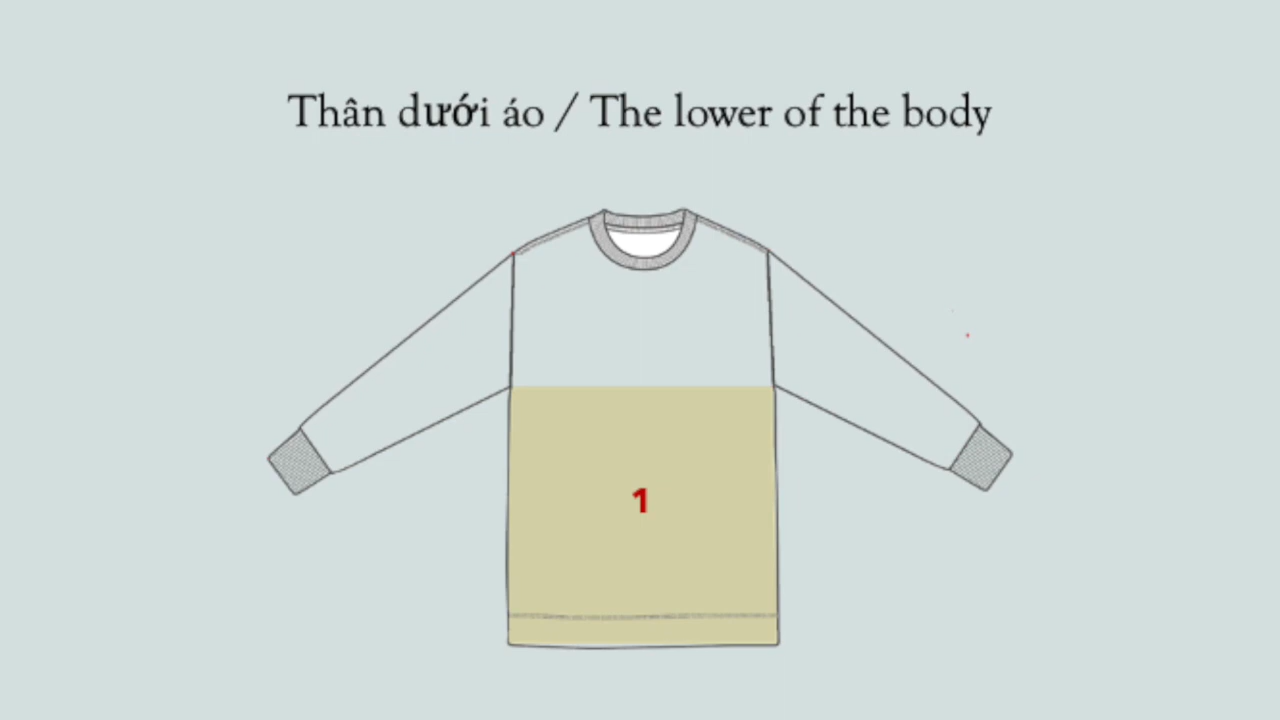 Thân dưới áo / The lower of the body
1